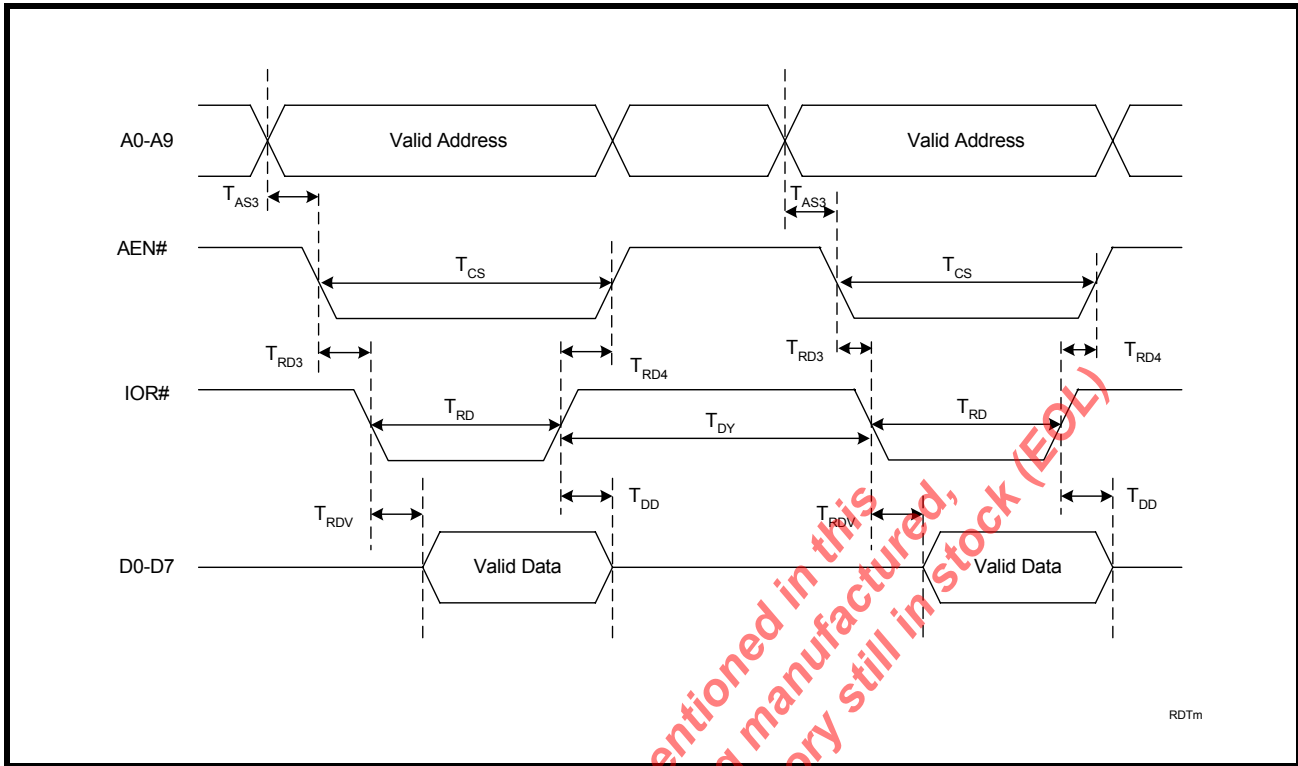 A0-A9
Valid Address
Valid Address
TAS3
TAS3
AEN#
TCS
TCS
TRD3
TRD4
TRD3
TRD4
IOR#
TRD
TDY
TRD
TRDV
TDD
TRDV
TDD
D0-D7
Valid Data
Valid Data
entioned in this
g manufactured,
ory still in stock (EOL)
RDTm